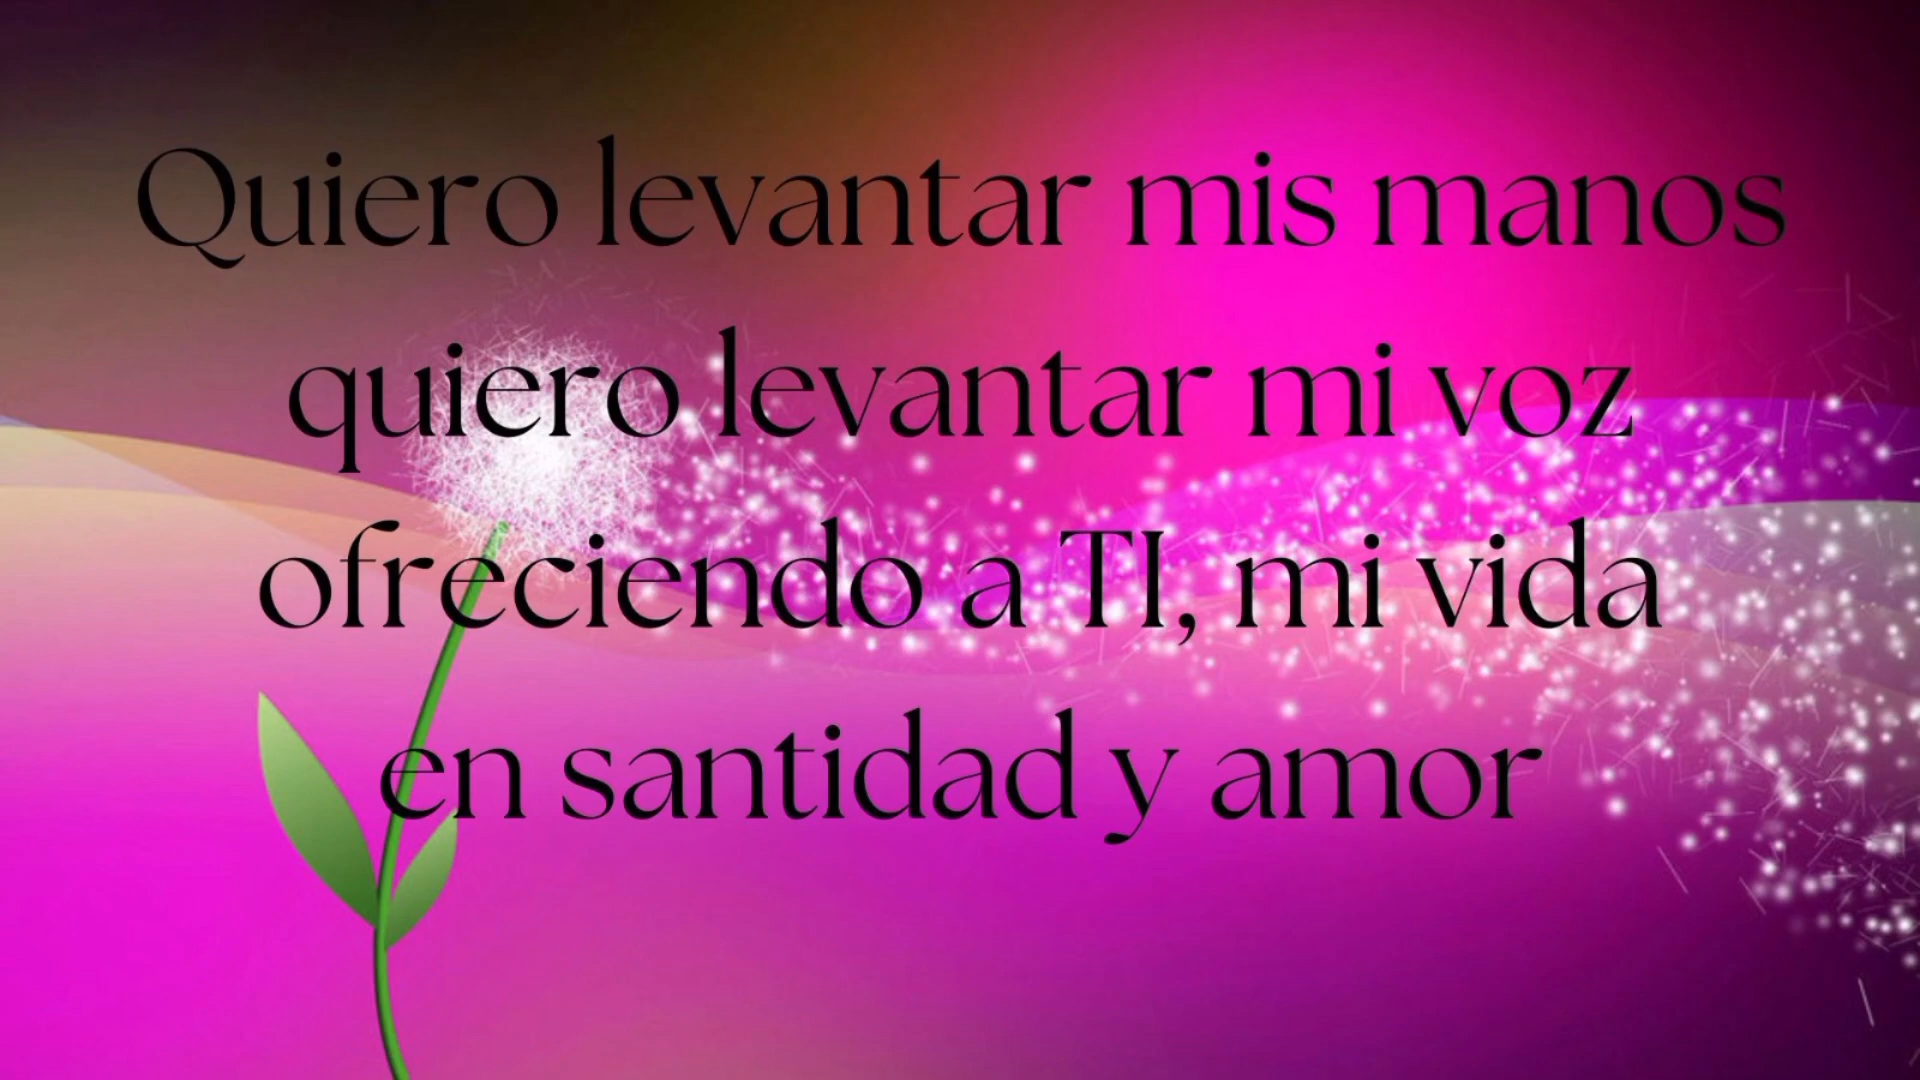 Quiero levantar mis manos
quiero levantar mi voz
ofreciendo a TI, mi vida
en santidad y amor